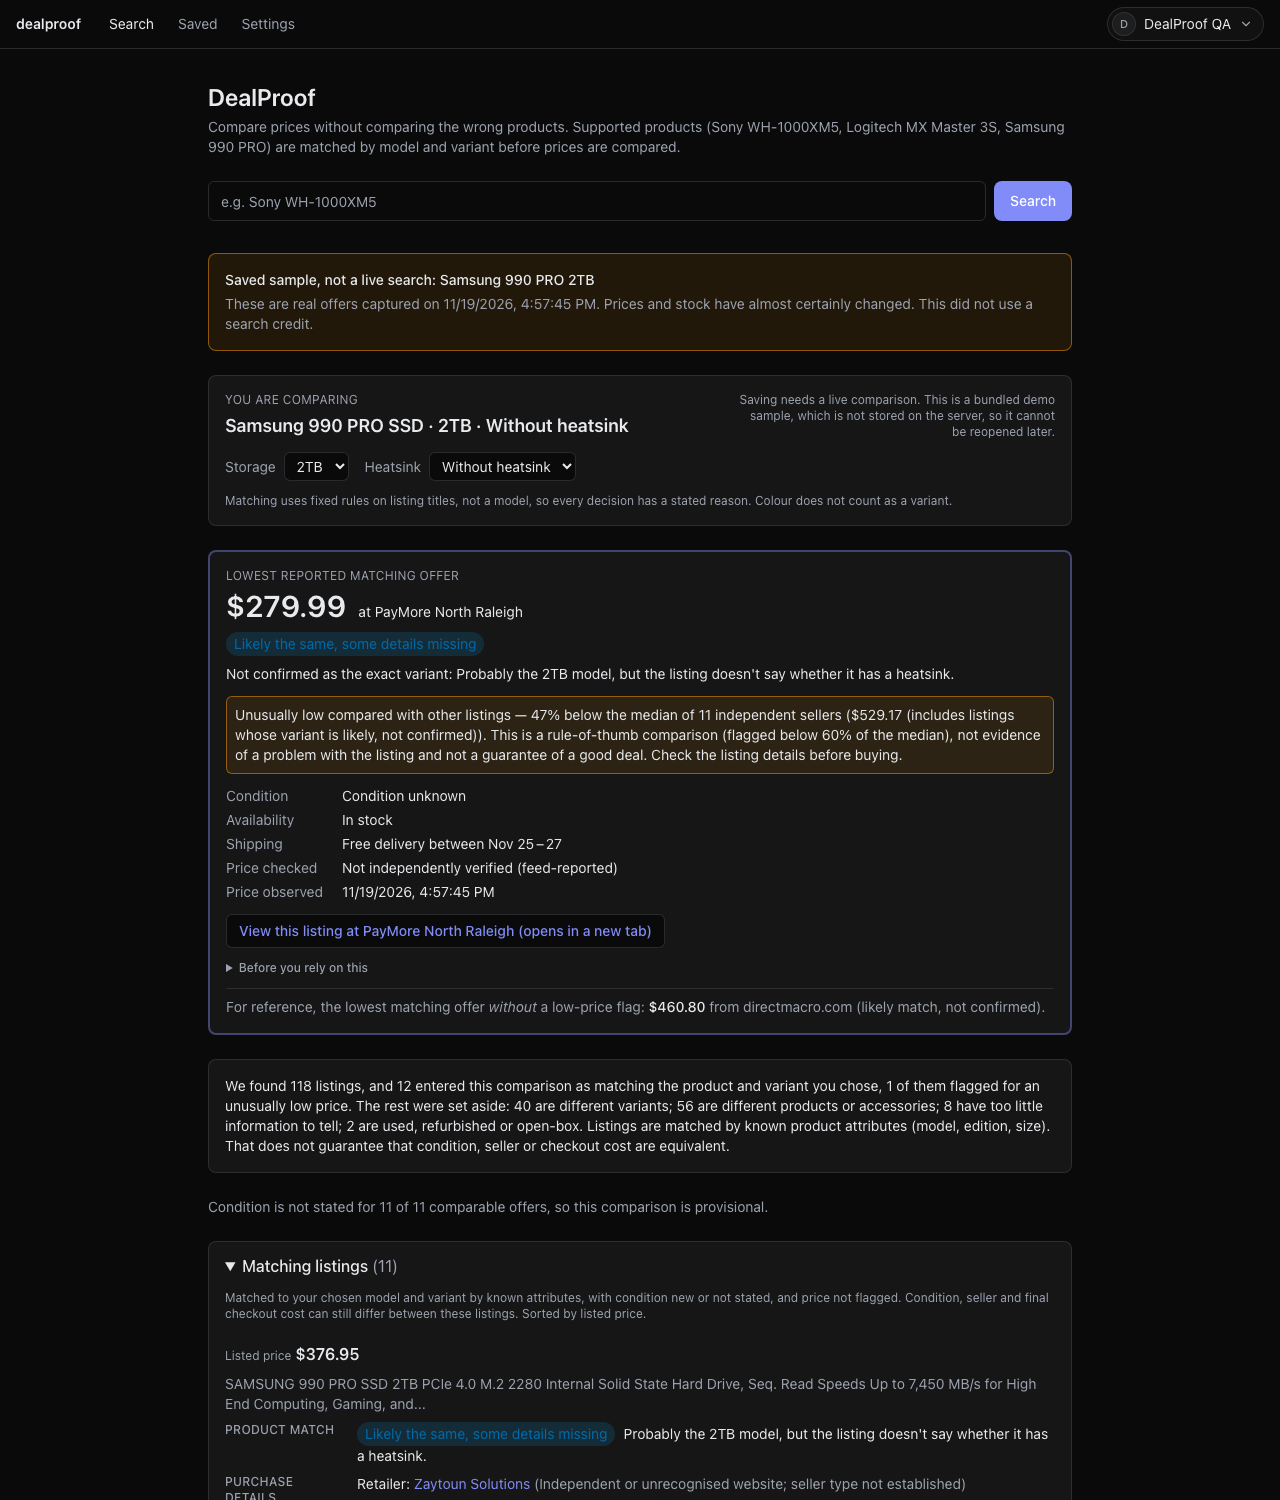 dealproof
Search
Saved
Settings
D
DealProof QA
DealProof
Compare prices without comparing the wrong products. Supported products (Sony WH-1000XM5, Logitech MX Master 3S, Samsung
990 PRO) are matched by model and variant before prices are compared.
e.g. Sony WH-1000XM5
Search
Saved sample, not a live search: Samsung 990 PRO 2TB
These are real offers captured on 11/19/2026, 4:57:45 PM. Prices and stock have almost certainly changed. This did not use a
search credit.
YOU ARE COMPARING
Samsung 990 PRO SSD · 2TB · Without heatsink
Saving needs a live comparison. This is a bundled demo
sample, which is not stored on the server, so it cannot
be reopened later.
Storage
2TB
Heatsink
Without heatsink
Matching uses fixed rules on listing titles, not a model, so every decision has a stated reason. Colour does not count as a variant.
LOWEST REPORTED MATCHING OFFER
$279.99 at PayMore North Raleigh
Likely the same, some details missing
Not confirmed as the exact variant: Probably the 2TB model, but the listing doesn't say whether it has a heatsink.
Unusually low compared with other listings — 47% below the median of 11 independent sellers ($529.17 (includes listings
whose variant is likely, not confirmed)). This is a rule-of-thumb comparison (flagged below 60% of the median), not evidence
of a problem with the listing and not a guarantee of a good deal. Check the listing details before buying.
Condition Condition unknown
Availability In stock
Shipping Free delivery between Nov 25 – 27
Price checked Not independently verified (feed-reported)
Price observed 11/19/2026, 4:57:45 PM
View this listing at PayMore North Raleigh (opens in a new tab)
Before you rely on this
For reference, the lowest matching offer without a low-price flag: $460.80 from directmacro.com (likely match, not confirmed).
We found 118 listings, and 12 entered this comparison as matching the product and variant you chose, 1 of them flagged for an
unusually low price. The rest were set aside: 40 are different variants; 56 are different products or accessories; 8 have too little
information to tell; 2 are used, refurbished or open-box. Listings are matched by known product attributes (model, edition, size).
That does not guarantee that condition, seller or checkout cost are equivalent.
Condition is not stated for 11 of 11 comparable offers, so this comparison is provisional.
Matching listings (11)
Matched to your chosen model and variant by known attributes, with condition new or not stated, and price not flagged. Condition, seller and final
checkout cost can still differ between these listings. Sorted by listed price.
Listed price $376.95
SAMSUNG 990 PRO SSD 2TB PCIe 4.0 M.2 2280 Internal Solid State Hard Drive, Seq. Read Speeds Up to 7,450 MB/s for High
End Computing, Gaming, and...
PRODUCT MATCH
Likely the same, some details missing Probably the 2TB model, but the listing doesn't say whether it has
a heatsink.
PURCHASE
DETAILS
Retailer: Zaytoun Solutions (Independent or unrecognised website; seller type not established)